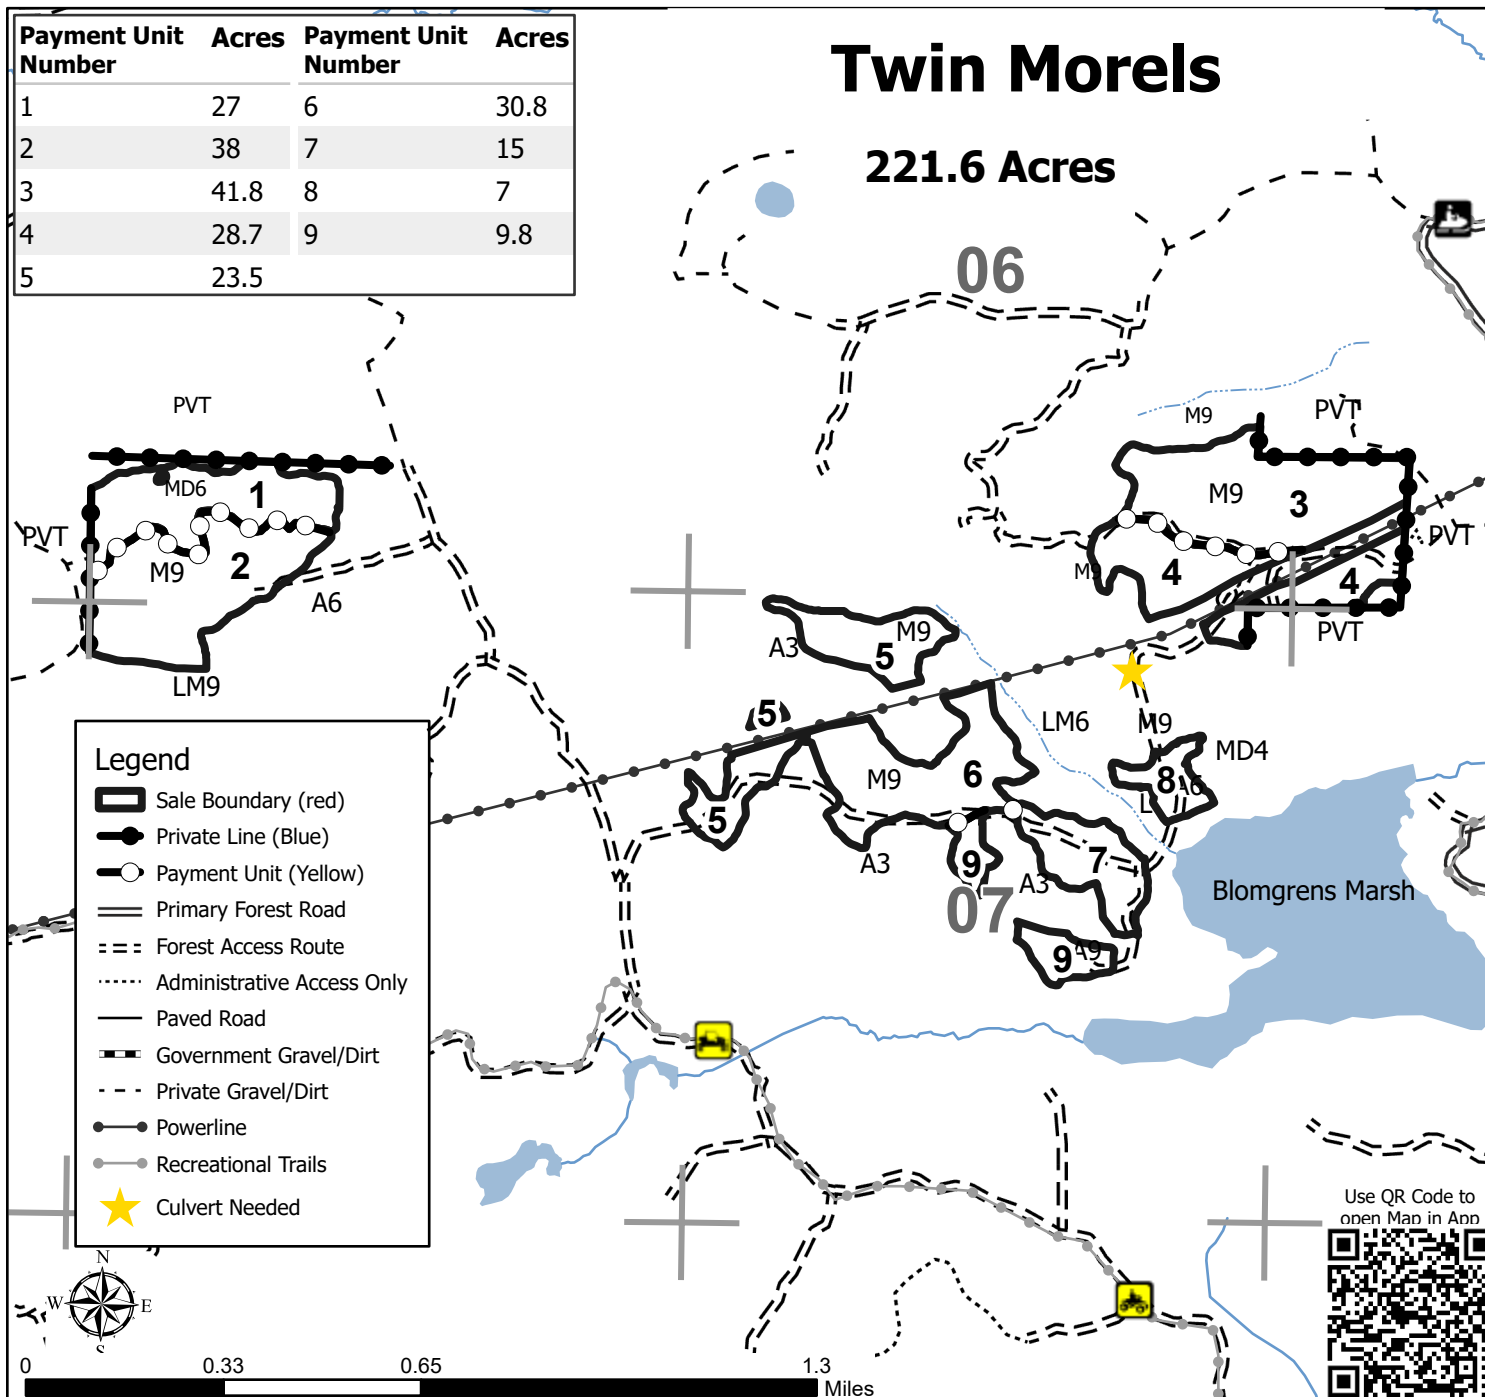 Payment Unit Number Acres Payment Unit Number Acres
1 27 6 30.8
2 38 7 15
3 41.8 8 7
4 28.7 9 9.8
5 23.5
Twin Morels
221.6 Acres
06
PVT
M9
PVT
MD6
1
M9
3
PVT
M9
2
A6
PVT
M9
4
4
PVT
LM9
A3
M9
5
5
LM6
M9
MD4
M9
6
8
A6
5
A3
9
A3
7
07
Blomgrens Marsh
9
A9
Legend
Sale Boundary (red)
Private Line (Blue)
Payment Unit (Yellow)
Primary Forest Road
Forest Access Route
Administrative Access Only
Paved Road
Government Gravel/Dirt
Private Gravel/Dirt
Powerline
Recreational Trails
Culvert Needed
N
W E
S
0 0.33 0.65 1.3
Miles
Use QR Code to
open Map in App